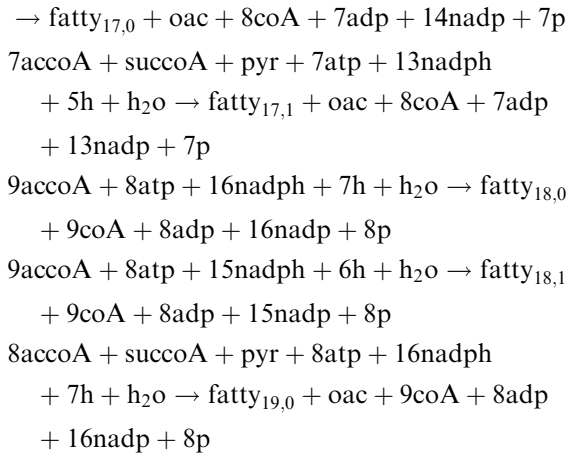 → fatty₁₇,₀ + oac + 8coA + 7adp + 14nadp + 7p
7accoA + succoA + pyr + 7atp + 13nadph
+ 5h + h₂o → fatty₁₇,₁ + oac + 8coA + 7adp
+ 13nadp + 7p
9accoA + 8atp + 16nadph + 7h + h₂o → fatty₁₈,₀
+ 9coA + 8adp + 16nadp + 8p
9accoA + 8atp + 15nadph + 6h + h₂o → fatty₁₈,₁
+ 9coA + 8adp + 15nadp + 8p
8accoA + succoA + pyr + 8atp + 16nadph
+ 7h + h₂o → fatty₁₉,₀ + oac + 9coA + 8adp
+ 16nadp + 8p